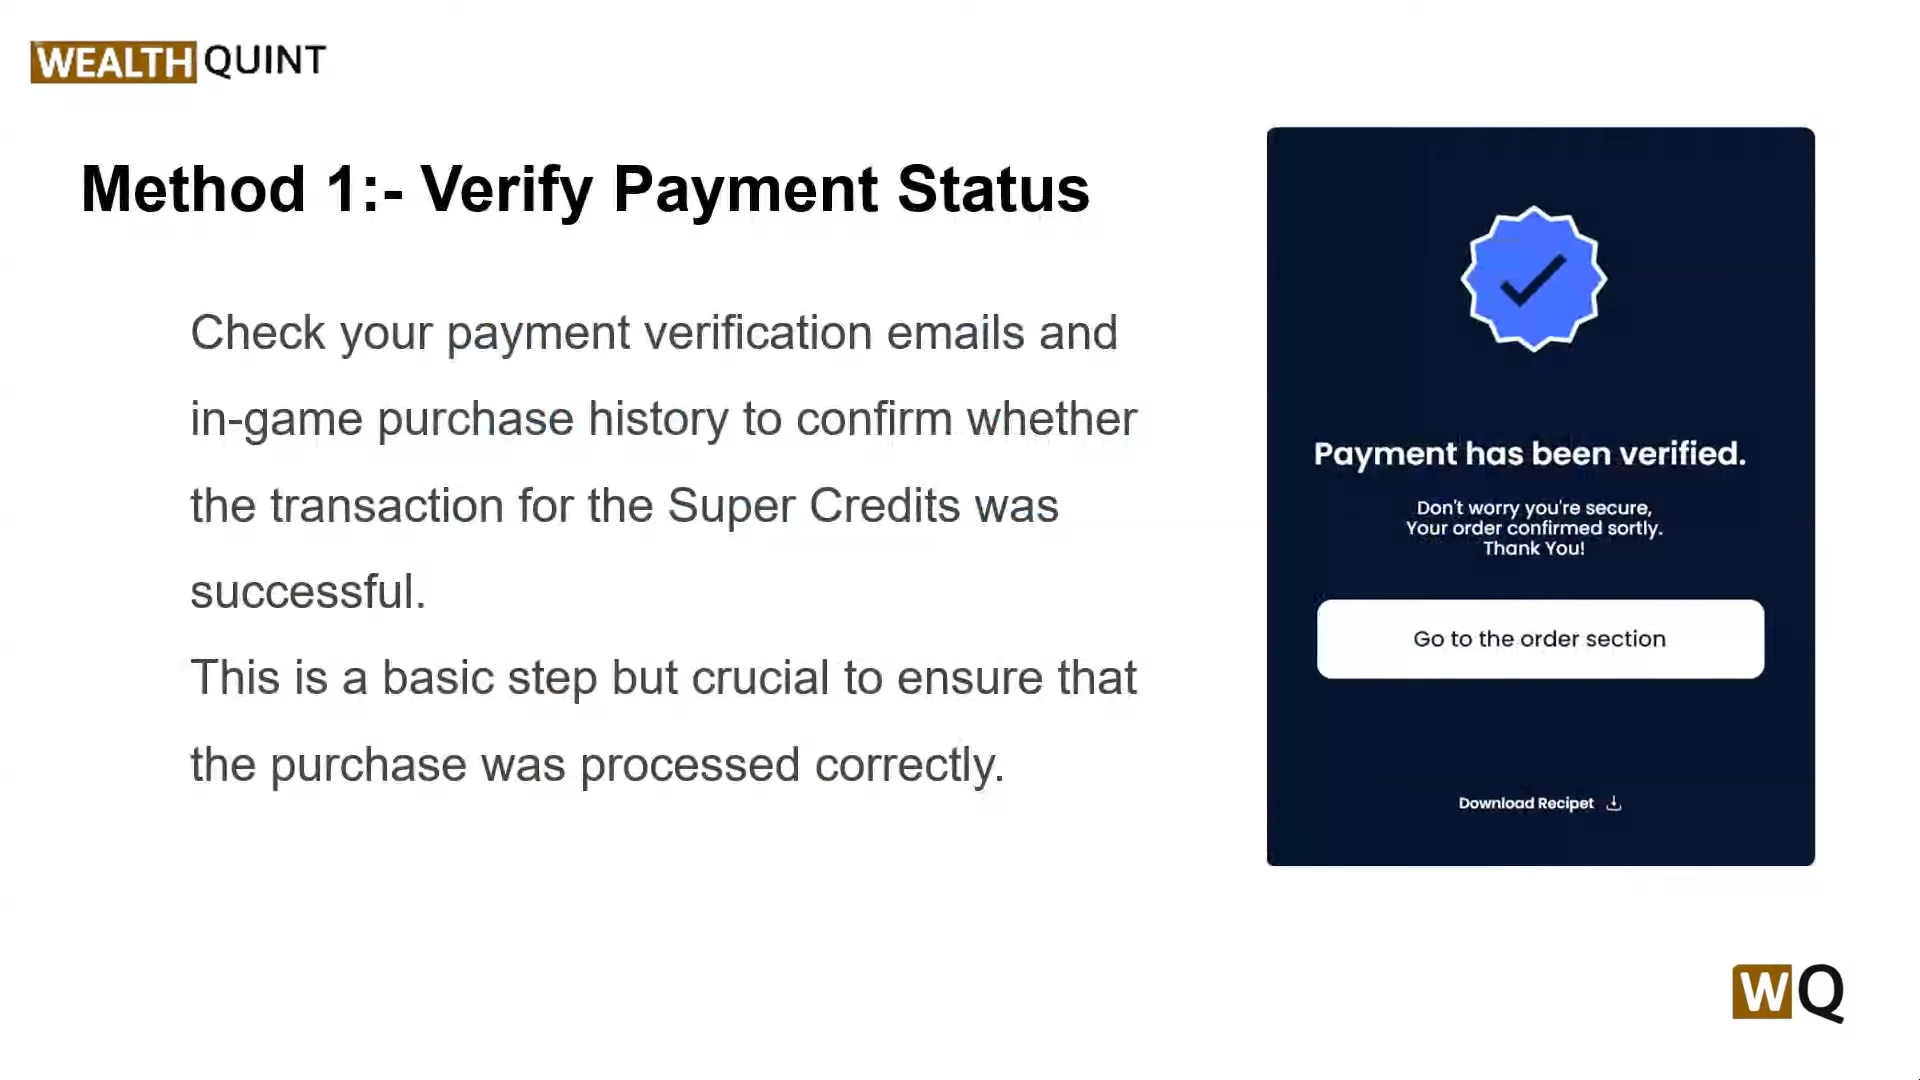 WEALTH QUINT
Method 1:- Verify Payment Status
Check your payment verification emails and
in-game purchase history to confirm whether
the transaction for the Super Credits was
successful.
This is a basic step but crucial to ensure that
the purchase was processed correctly.
Payment has been verified.
Don't worry you're secure,
Your order confirmed sortly.
Thank You!
Go to the order section
Download Recipet
WQ